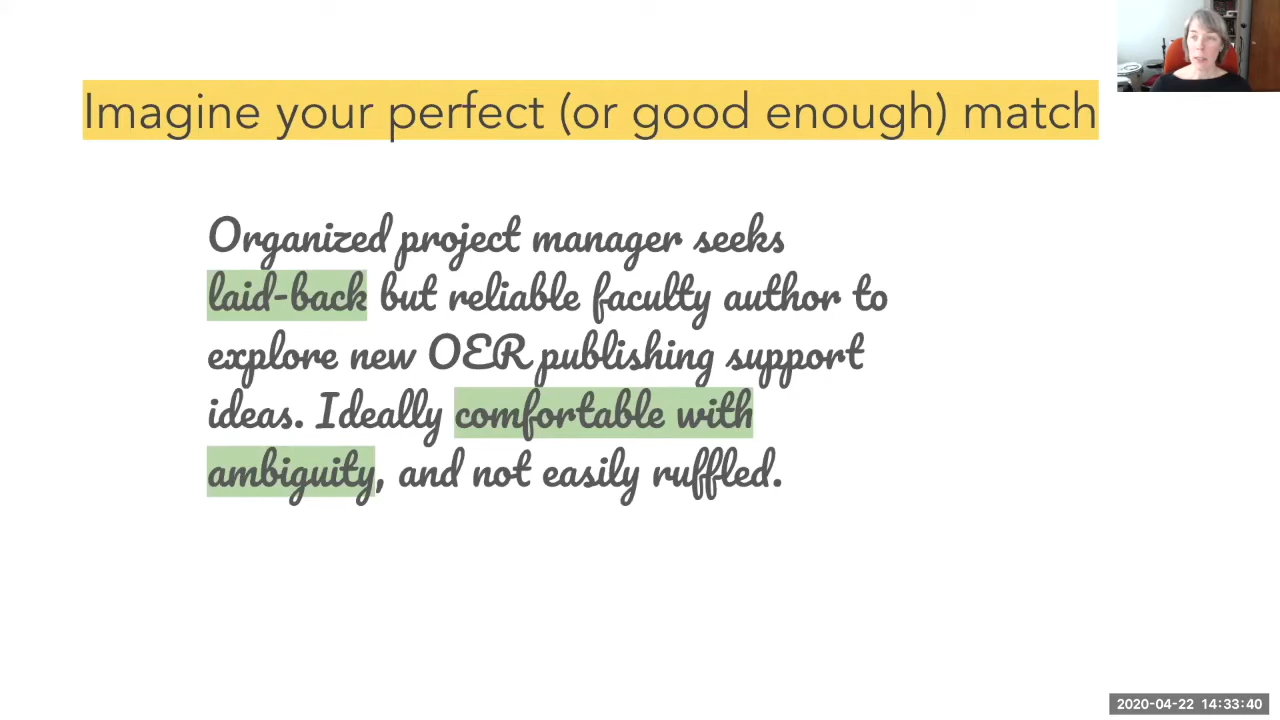 Imagine your perfect (or good enough) match
Organized project manager seeks
laid-back but reliable faculty author to
explore new OER publishing support
ideas. Ideally comfortable with
ambiguity, and not easily ruffled.
2020-04-22 14:33:40